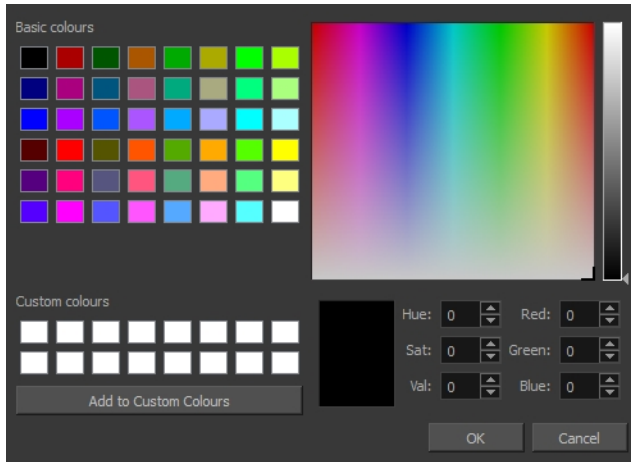 Basic colours
Custom colours
Add to Custom Colours
Hue: 0 Red: 0
Sat: 0 Green: 0
Val: 0 Blue: 0
OK Cancel